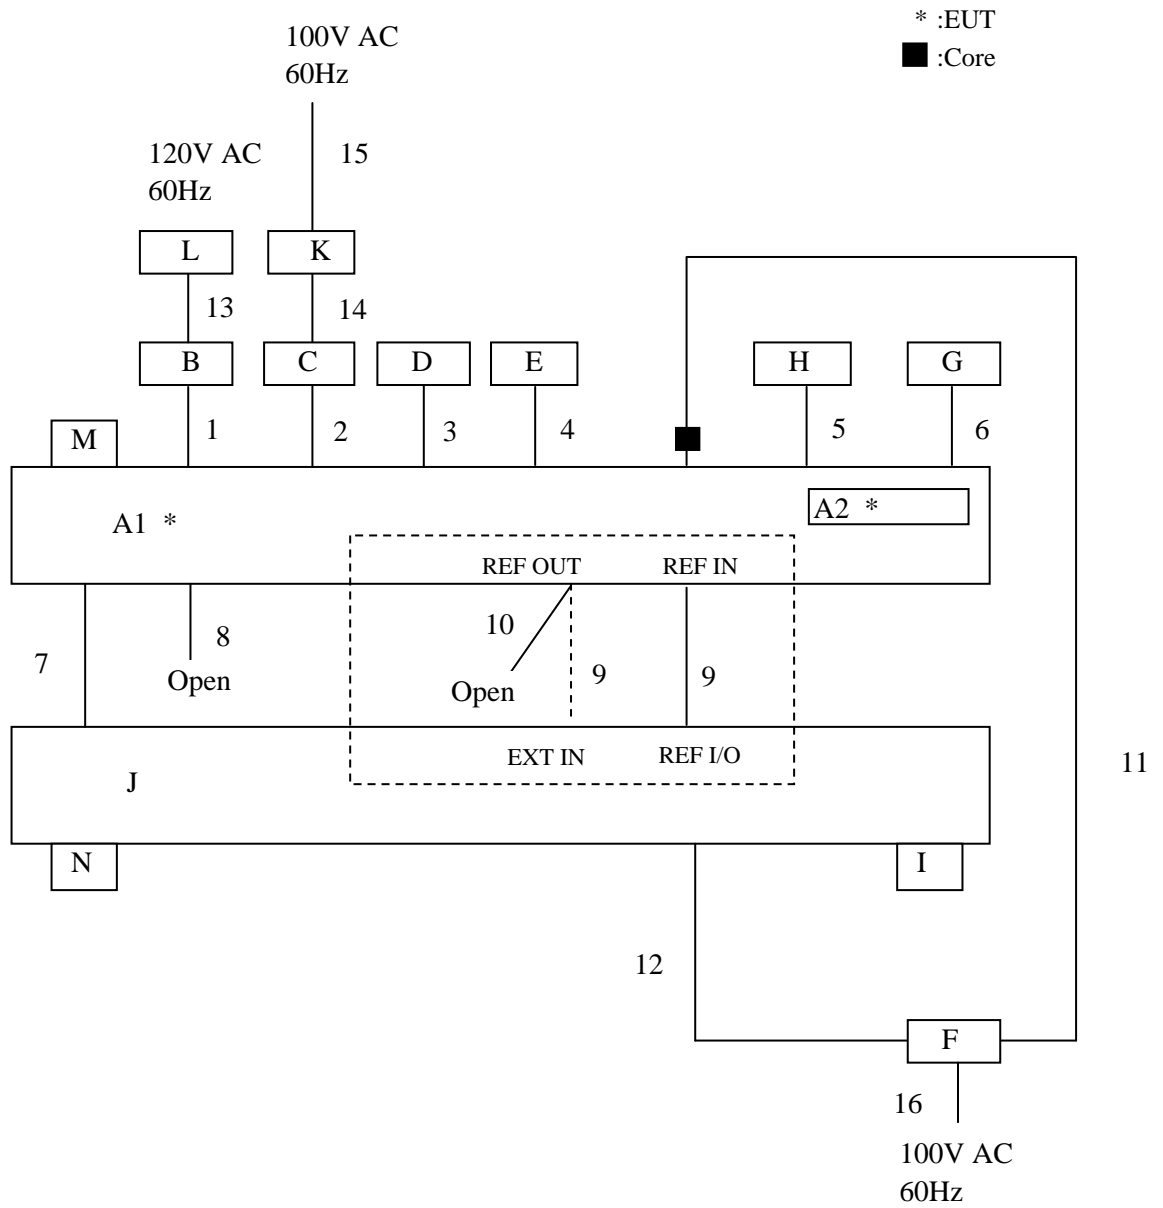 * :EUT
:Core
100V AC
60Hz
120V AC
60Hz
15
L
K
13
14
B
C
D
E
H
G
M
1
2
3
4
5
6
A1 *
A2 *
REF OUT
REF IN
7
8
Open
10
Open
9
9
EXT IN
REF I/O
J
11
N
I
12
F
16
100V AC
60Hz